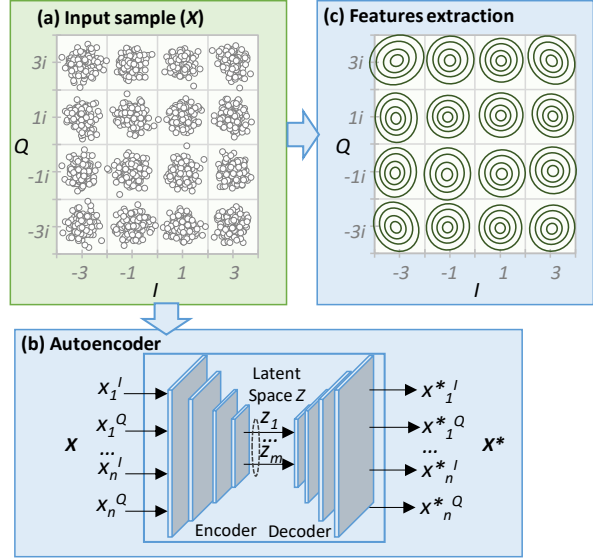 (a) Input sample (X)
3i
1i
Q
-1i
-3i
-3 -1 1 3
I
(c) Features extraction
3i
1i
Q
-1i
-3i
-3 -1 1 3
I
(b) Autoencoder
X
x₁ᴵ
x₁Q
...
xₙᴵ
xₙQ
Latent
Space Z
z₁
...
zₘ
Encoder Decoder
x*₁ᴵ
x*₁Q
...
x*ₙᴵ
x*ₙQ
X*